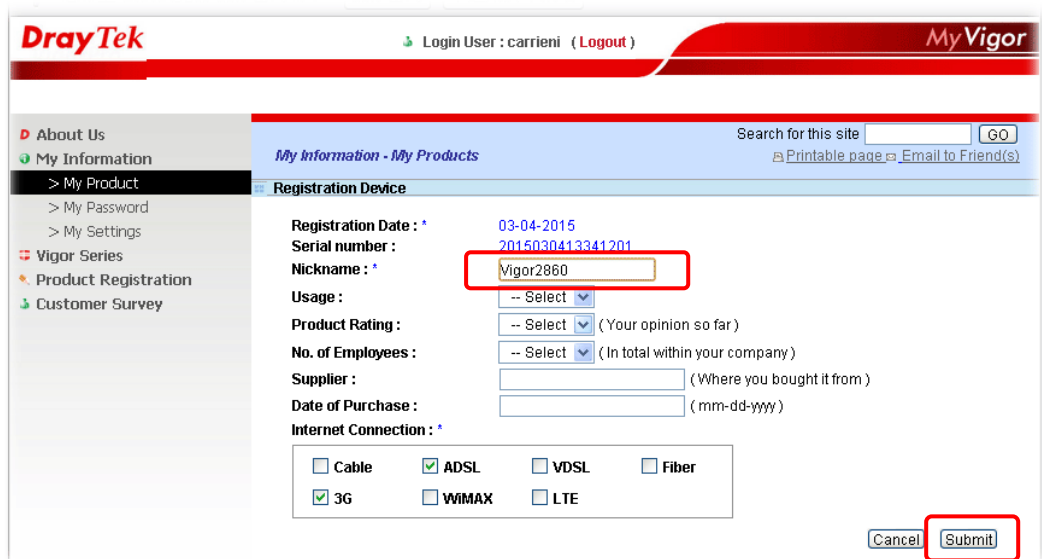 DrayTek
Login User : carrieni ( Logout )
MyVigor
About Us
My Information
> My Product
> My Password
> My Settings
Vigor Series
Product Registration
Customer Survey
Search for this site GO
My Information - My Products
Printable page Email to Friend(s)
Registration Device
Registration Date : * 03-04-2015
Serial number : 2015030413341201
Nickname : * Vigor2860
Usage : -- Select
Product Rating : -- Select ( Your opinion so far )
No. of Employees : -- Select ( In total within your company )
Supplier : ( Where you bought it from )
Date of Purchase : ( mm-dd-yyyy )
Internet Connection : *
Cable ADSL VDSL Fiber
3G WiMAX LTE
Cancel Submit